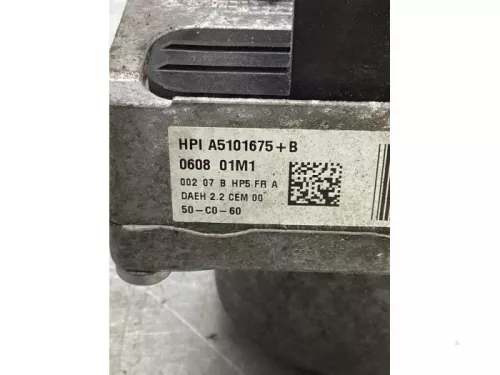 HPI A5101675+B
0608 01M1
002 07 B HP5 FR A
DAEH 2.2 CEM 00
50-C0-60